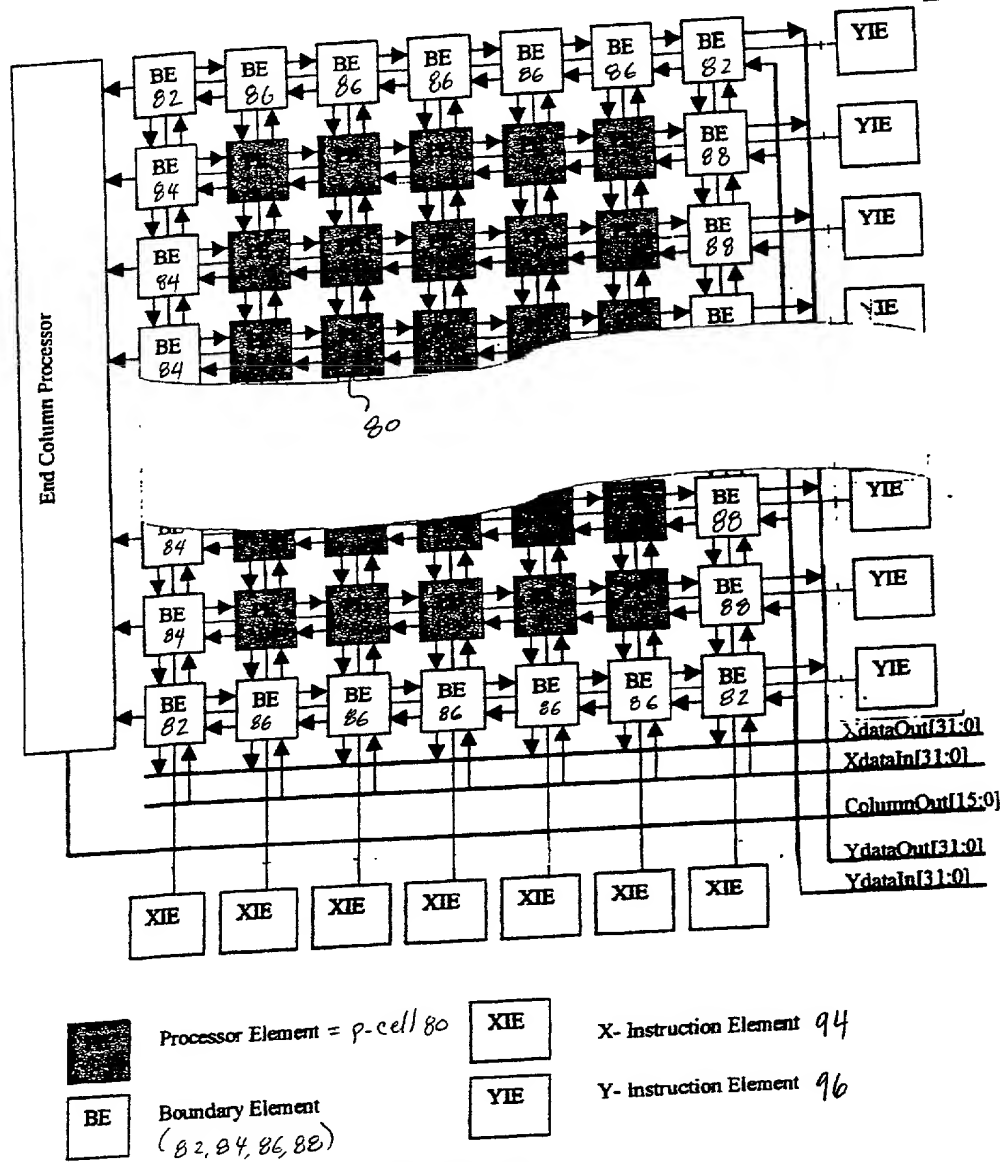 BE BE BE BE BE BE BE YIE
82 86 86 86 86 86 82
BE BE YIE
84 88
BE BE YIE
84 88
BE BE YIE
84
80
End Column Processor
BE BE YIE
84 88
BE BE YIE
84 88
BE BE BE BE BE BE BE YIE
82 86 86 86 86 86 82
XdataOut[31:0]
XdataIn[31:0]
ColumnOut[15:0]
YdataOut[31:0]
YdataIn[31:0]
XIE XIE XIE XIE XIE XIE XIE
Processor Element = p-cell 80
XIE X- Instruction Element 94
BE Boundary Element
(82, 84, 86, 88)
YIE Y- Instruction Element 96